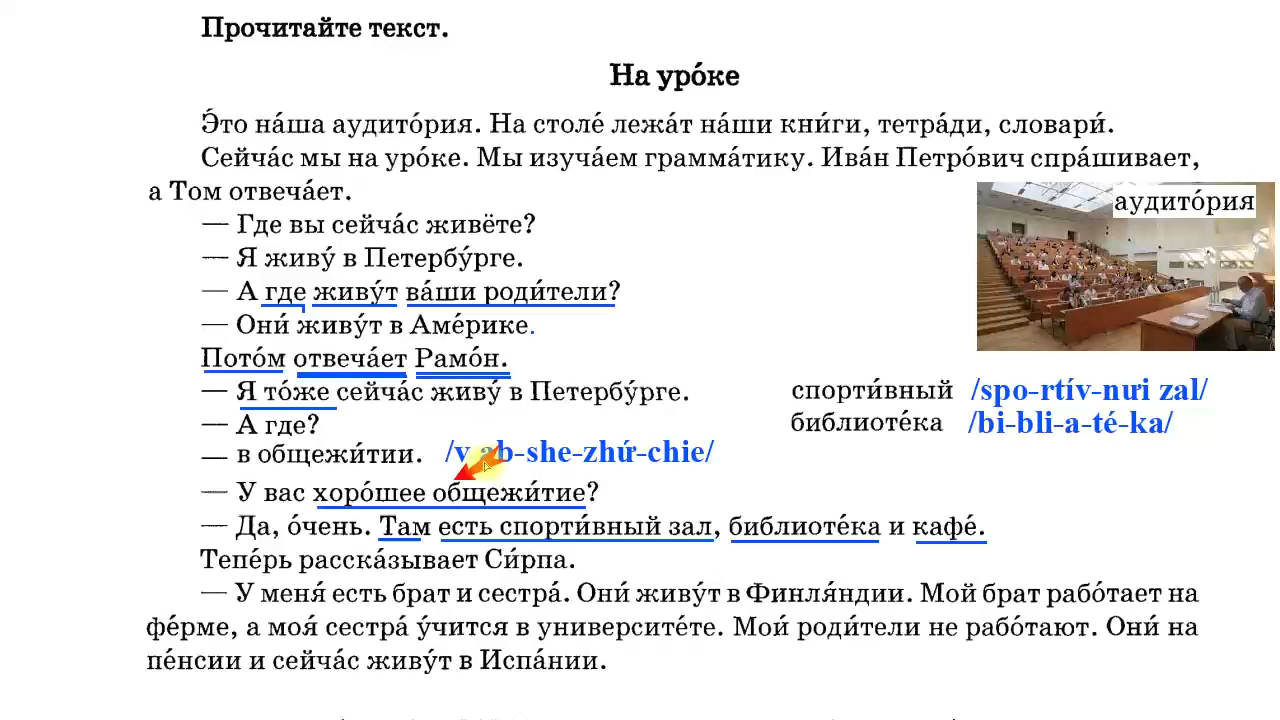 Прочитайте текст.
На уро́ке
Э́то на́ша аудито́рия. На столе́ лежа́т на́ши кни́ги, тетра́ди, словари́.
Сейча́с мы на уро́ке. Мы изуча́ем грамма́тику. Ива́н Петро́вич спра́шивает,
а Том отвеча́ет.
аудито́рия
— Где вы сейча́с живёте?
— Я живу́ в Петербу́рге.
— А где живу́т ва́ши роди́тели?
— Они́ живу́т в Аме́рике.
Пото́м отвеча́ет Рамо́н.
— Я то́же сейча́с живу́ в Петербу́рге.
спорти́вный /spo-rtív-nưi zal/
— А где?
библиоте́ка /bi-bli-a-té-ka/
— в общежи́тии. /v ab-she-zhứ-chie/
— У вас хоро́шее общежи́тие?
— Да, о́чень. Там есть спорти́вный зал, библиоте́ка и кафе́.
Тепе́рь расска́зывает Си́рпа.
— У меня́ есть брат и сестра́. Они́ живу́т в Финля́ндии. Мой брат рабо́тает на
фе́рме, а моя́ сестра́ у́чится в университе́те. Мои́ роди́тели не рабо́тают. Они́ на
пе́нсии и сейча́с живу́т в Испа́нии.